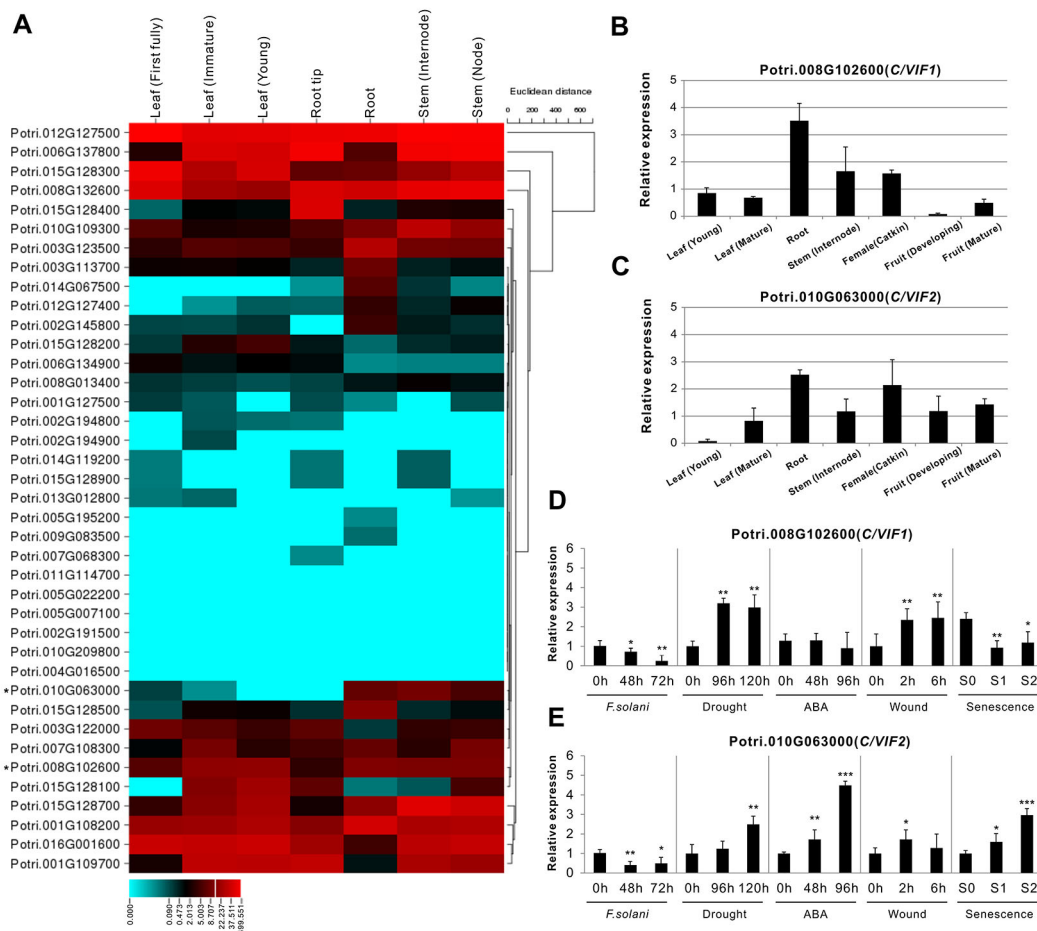 A
Leaf (First fully)
Leaf (Immature)
Leaf (Young)
Root tip
Root
Stem (Internode)
Stem (Node)
Euclidean distance
0 200 400 600
Potri.012G127500
Potri.006G137800
Potri.015G128300
Potri.008G132600
Potri.015G128400
Potri.010G109300
Potri.003G123500
Potri.003G113700
Potri.014G067500
Potri.012G127400
Potri.002G145800
Potri.015G128200
Potri.006G134900
Potri.008G013400
Potri.001G127500
Potri.002G194800
Potri.002G194900
Potri.014G119200
Potri.015G128900
Potri.013G012800
Potri.005G195200
Potri.009G083500
Potri.007G068300
Potri.011G114700
Potri.005G022200
Potri.005G007100
Potri.002G191500
Potri.010G209800
Potri.004G016500
*Potri.010G063000
Potri.015G128500
Potri.003G122000
Potri.007G108300
*Potri.008G102600
Potri.015G128100
Potri.015G128700
Potri.001G108200
Potri.016G001600
Potri.001G109700
0.000
0.090
0.473
2.013
5.003
8.707
22.237
37.511
B
Potri.008G102600(C/VIF1)
Relative expression
5
4
3
2
1
0
Leaf (Young)
Leaf (Mature)
Root
Stem (Internode)
Female(Catkin)
Fruit (Developing)
Fruit (Mature)
C
Potri.010G063000(C/VIF2)
Relative expression
5
4
3
2
1
0
Leaf (Young)
Leaf (Mature)
Root
Stem (Internode)
Female(Catkin)
Fruit (Developing)
Fruit (Mature)
D
Potri.008G102600(C/VIF1)
Relative expression
6
5
4
3
2
1
0
* ** ** ** ** ** ** *
0h 48h 72h 0h 96h 120h 0h 48h 96h 0h 2h 6h S0 S1 S2
F.solani Drought ABA Wound Senescence
E
Potri.010G063000(C/VIF2)
Relative expression
6
5
4
3
2
1
0
** * ** ** *** * * ***
0h 48h 72h 0h 96h 120h 0h 48h 96h 0h 2h 6h S0 S1 S2
F.solani Drought ABA Wound Senescence